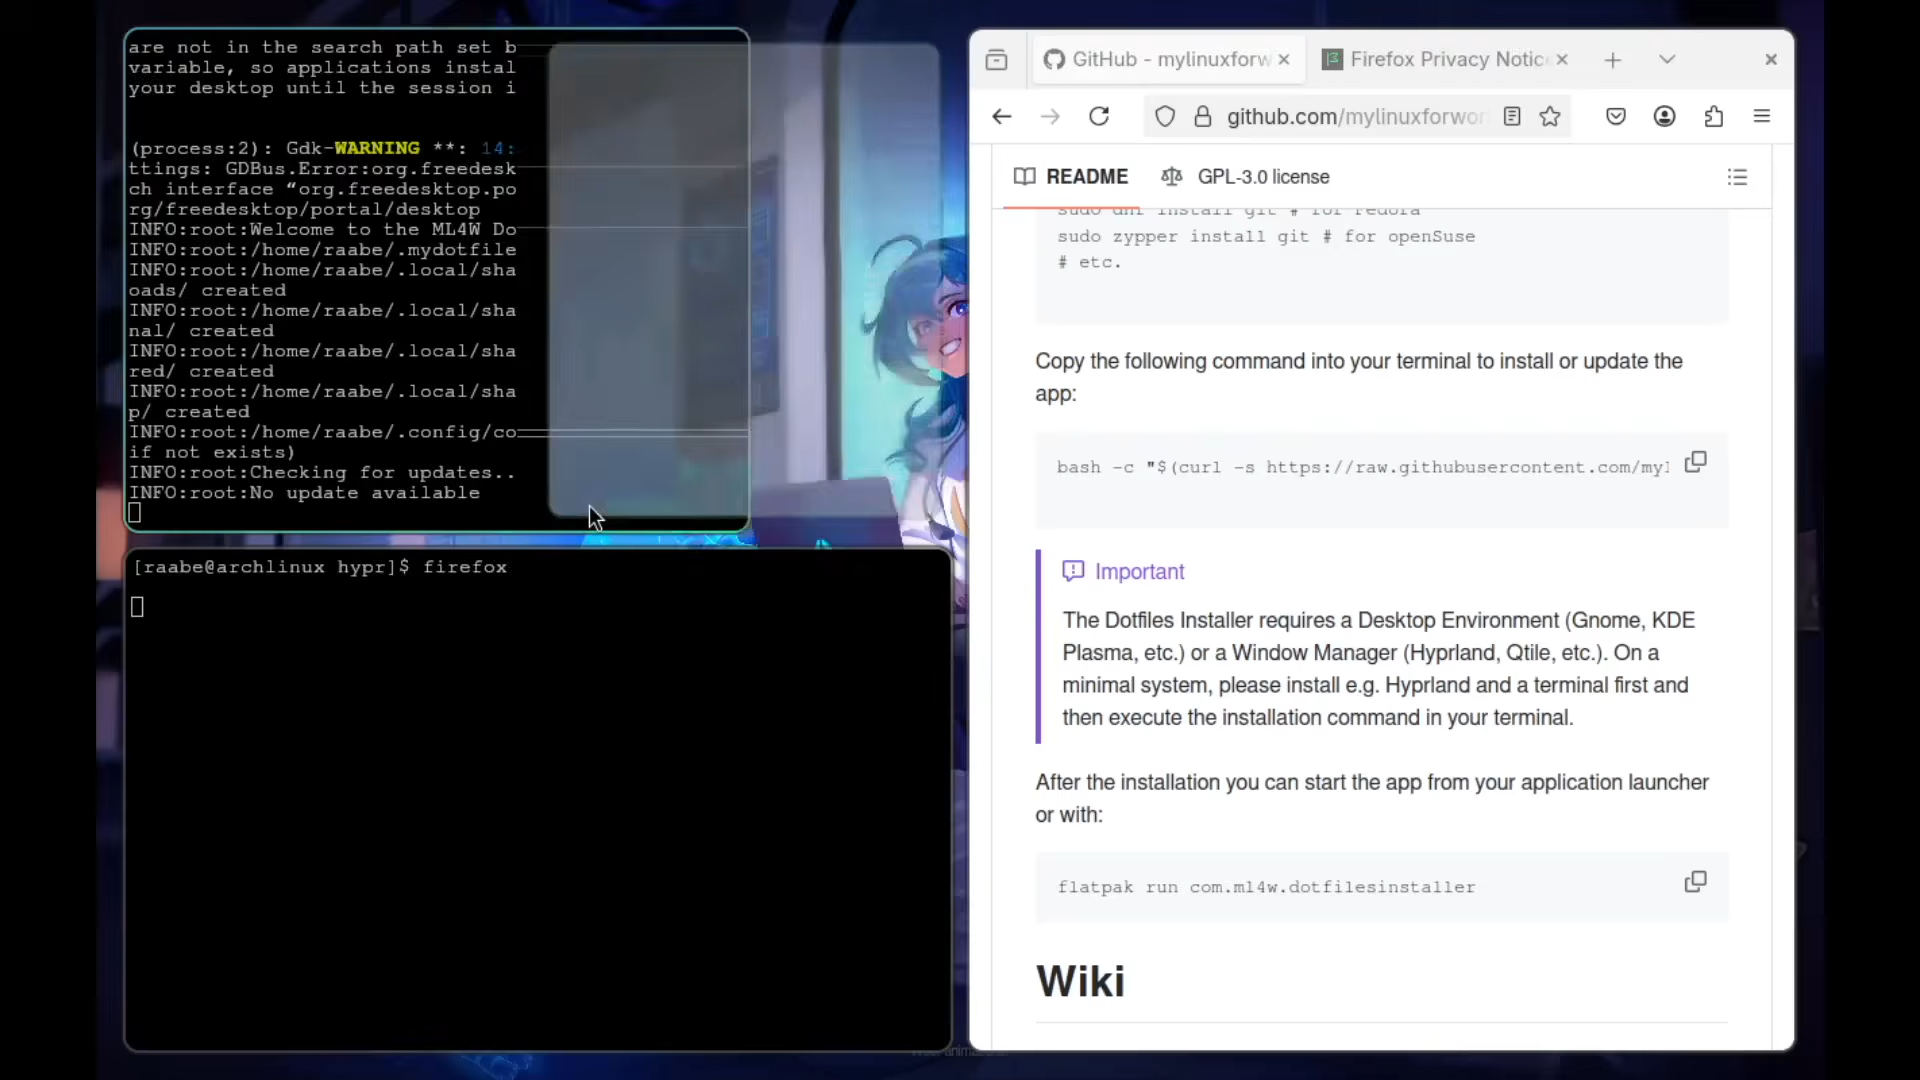 are not in the search path set b
variable, so applications instal
your desktop until the session i
(process:2): Gdk-WARNING **: 14:
ttings: GDBus.Error:org.freedesk
ch interface “org.freedesktop.po
rg/freedesktop/portal/desktop
INFO:root:Welcome to the ML4W Do
INFO:root:/home/raabe/.mydotfile
INFO:root:/home/raabe/.local/sha
oads/ created
INFO:root:/home/raabe/.local/sha
nal/ created
INFO:root:/home/raabe/.local/sha
red/ created
INFO:root:/home/raabe/.local/sha
p/ created
INFO:root:/home/raabe/.config/co
if not exists)
INFO:root:Checking for updates..
INFO:root:No update available
[raabe@archlinux hypr]$ firefox
GitHub - mylinuxforw
Firefox Privacy Notic
github.com/mylinuxforwor
README
GPL-3.0 license
sudo dnf install git # for Fedora
sudo zypper install git # for openSuse
# etc.
Copy the following command into your terminal to install or update the
app:
bash -c "$(curl -s https://raw.githubusercontent.com/myl
Important
The Dotfiles Installer requires a Desktop Environment (Gnome, KDE
Plasma, etc.) or a Window Manager (Hyprland, Qtile, etc.). On a
minimal system, please install e.g. Hyprland and a terminal first and
then execute the installation command in your terminal.
After the installation you can start the app from your application launcher
or with:
flatpak run com.ml4w.dotfilesinstaller
Wiki